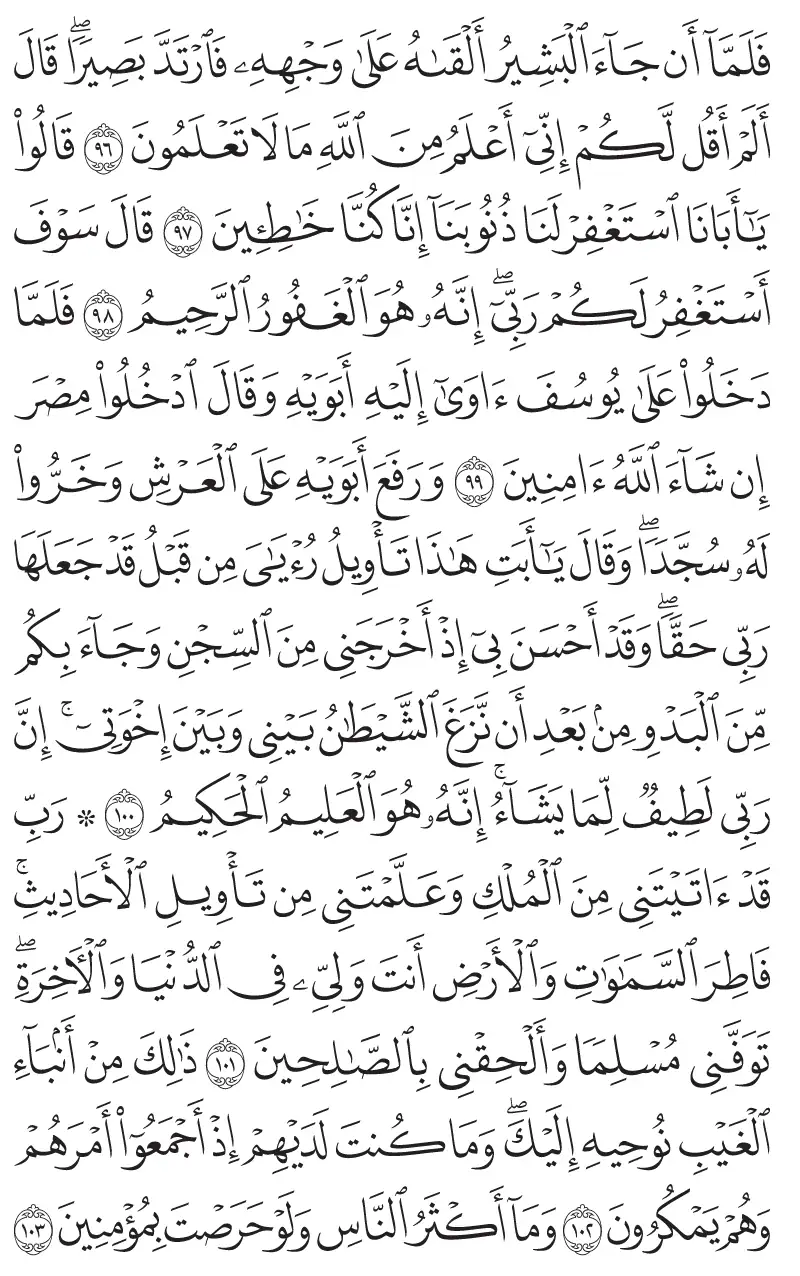 فَلَمَّآ أَن جَآءَ ٱلْبَشِيرُ أَلْقَىٰهُ عَلَىٰ وَجْهِهِۦ فَٱرْتَدَّ بَصِيرًا ۖ قَالَ
أَلَمْ أَقُل لَّكُمْ إِنِّىٓ أَعْلَمُ مِنَ ٱللَّهِ مَا لَا تَعْلَمُونَ ٩٦ قَالُوا۟
يَـٰٓأَبَانَا ٱسْتَغْفِرْ لَنَا ذُنُوبَنَآ إِنَّا كُنَّا خَـٰطِـِٔينَ ٩٧ قَالَ سَوْفَ
أَسْتَغْفِرُ لَكُمْ رَبِّىٓ ۖ إِنَّهُۥ هُوَ ٱلْغَفُورُ ٱلرَّحِيمُ ٩٨ فَلَمَّا
دَخَلُوا۟ عَلَىٰ يُوسُفَ ءَاوَىٰٓ إِلَيْهِ أَبَوَيْهِ وَقَالَ ٱدْخُلُوا۟ مِصْرَ
إِن شَآءَ ٱللَّهُ ءَامِنِينَ ٩٩ وَرَفَعَ أَبَوَيْهِ عَلَى ٱلْعَرْشِ وَخَرُّوا۟
لَهُۥ سُجَّدًا ۖ وَقَالَ يَـٰٓأَبَتِ هَـٰذَا تَأْوِيلُ رُءْيَـٰىَ مِن قَبْلُ قَدْ جَعَلَهَا
رَبِّى حَقًّا ۖ وَقَدْ أَحْسَنَ بِىٓ إِذْ أَخْرَجَنِى مِنَ ٱلسِّجْنِ وَجَآءَ بِكُم
مِّنَ ٱلْبَدْوِ مِنۢ بَعْدِ أَن نَّزَغَ ٱلشَّيْطَـٰنُ بَيْنِى وَبَيْنَ إِخْوَتِىٓ ۚ إِنَّ
رَبِّى لَطِيفٌ لِّمَا يَشَآءُ ۚ إِنَّهُۥ هُوَ ٱلْعَلِيمُ ٱلْحَكِيمُ ١٠٠ * رَبِّ
قَدْ ءَاتَيْتَنِى مِنَ ٱلْمُلْكِ وَعَلَّمْتَنِى مِن تَأْوِيلِ ٱلْأَحَادِيثِ ۚ
فَاطِرَ ٱلسَّمَـٰوَٰتِ وَٱلْأَرْضِ أَنتَ وَلِىِّۦ فِى ٱلدُّنْيَا وَٱلْـَٔاخِرَةِ ۖ
تَوَفَّنِى مُسْلِمًا وَأَلْحِقْنِى بِٱلصَّـٰلِحِينَ ١٠١ ذَٰلِكَ مِنْ أَنۢبَآءِ
ٱلْغَيْبِ نُوحِيهِ إِلَيْكَ ۖ وَمَا كُنتَ لَدَيْهِمْ إِذْ أَجْمَعُوٓا۟ أَمْرَهُمْ
وَهُمْ يَمْكُرُونَ ١٠٢ وَمَآ أَكْثَرُ ٱلنَّاسِ وَلَوْ حَرَصْتَ بِمُؤْمِنِينَ ١٠٣